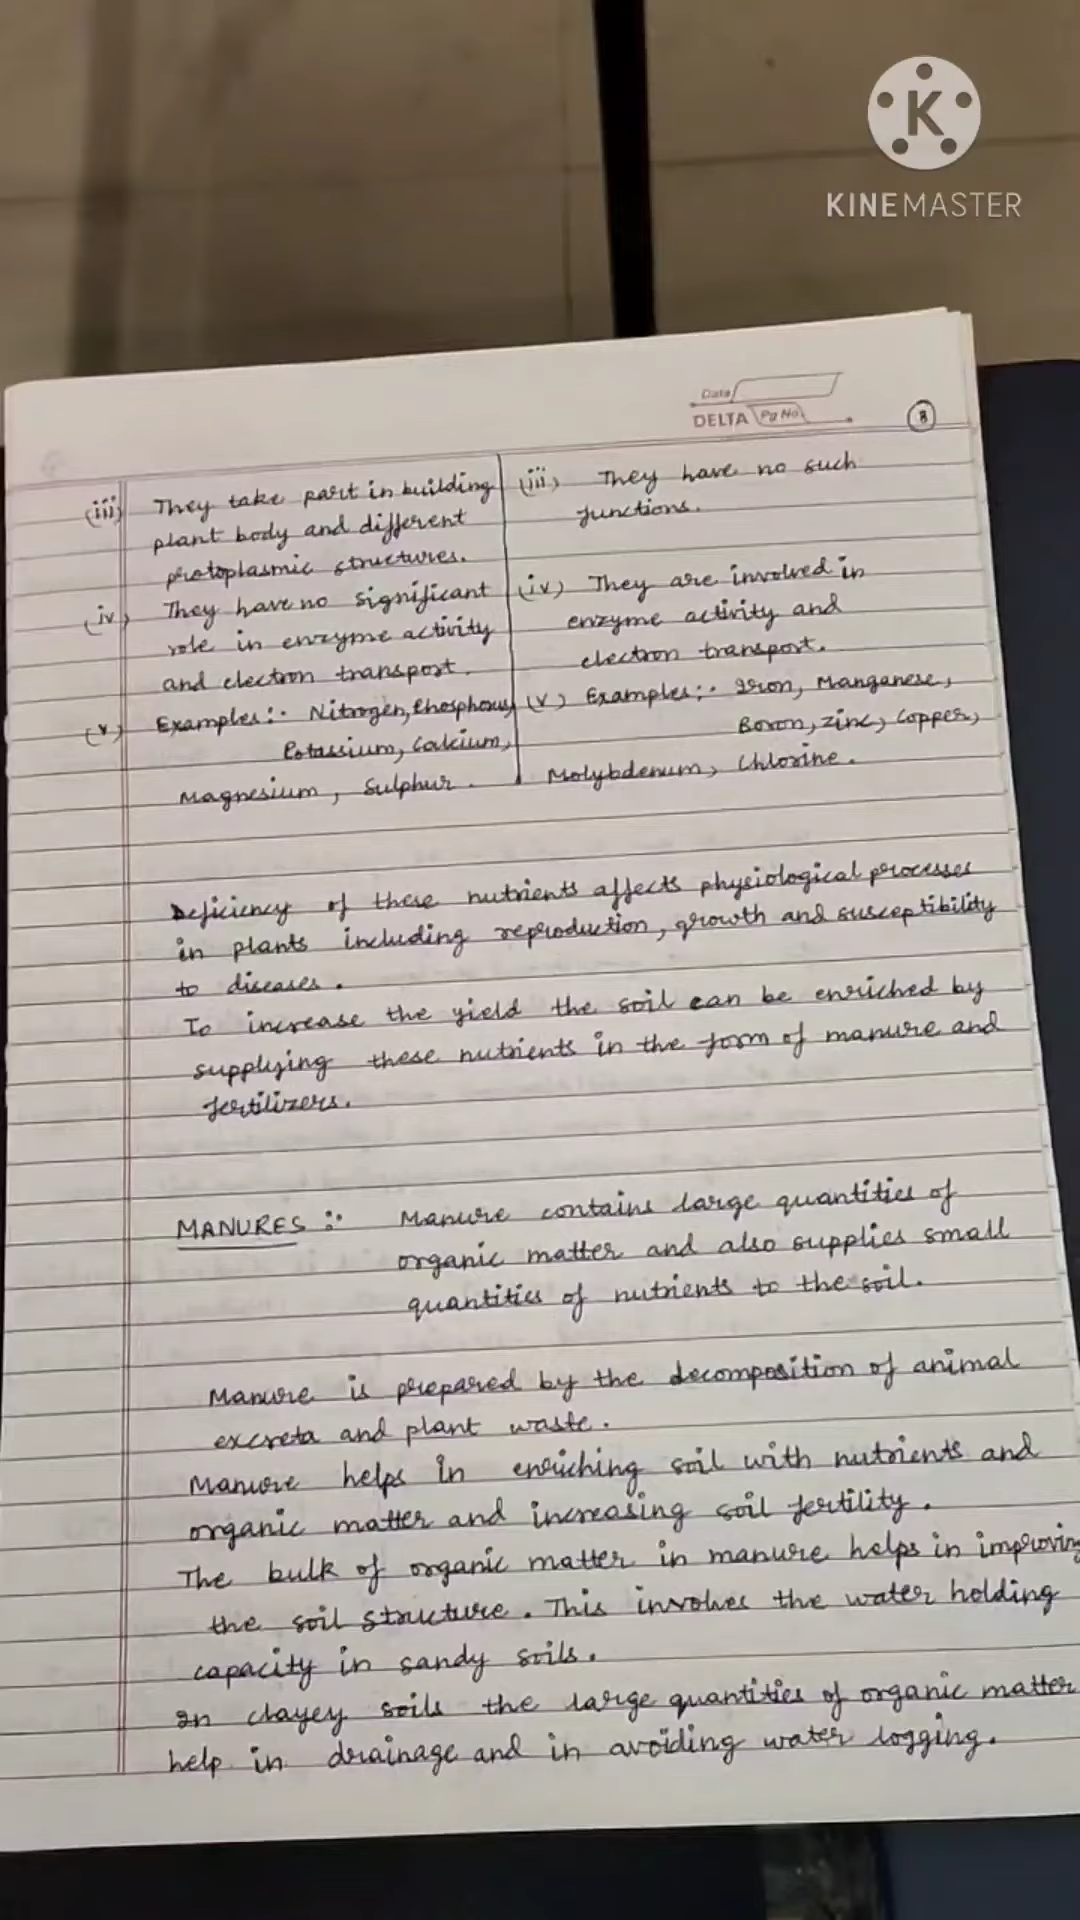 K
KINEMASTER
Date
DELTA Pg No.
8
(iii) They take part in building
plant body and different
protoplasmic structures.
(iv) They have no significant
role in enzyme activity
and electron transport.
(v) Examples:- Nitrogen, Phosphorus,
Potassium, Calcium,
Magnesium, Sulphur.
(iii) They have no such
functions.
(iv) They are involved in
enzyme activity and
electron transport.
(v) Examples:- Iron, Manganese,
Boron, Zinc, Copper,
Molybdenum, Chlorine.
Deficiency of these nutrients affects physiological processes
in plants including reproduction, growth and susceptibility
to diseases.
To increase the yield the soil can be enriched by
supplying these nutrients in the form of manure and
fertilizers.
MANURES :- Manure contains large quantities of
organic matter and also supplies small
quantities of nutrients to the soil.
Manure is prepared by the decomposition of animal
excreta and plant waste.
Manure helps in enriching soil with nutrients and
organic matter and increasing soil fertility.
The bulk of organic matter in manure helps in improving
the soil structure. This involves the water holding
capacity in sandy soils.
In clayey soils the large quantities of organic matter
help in drainage and in avoiding water logging.